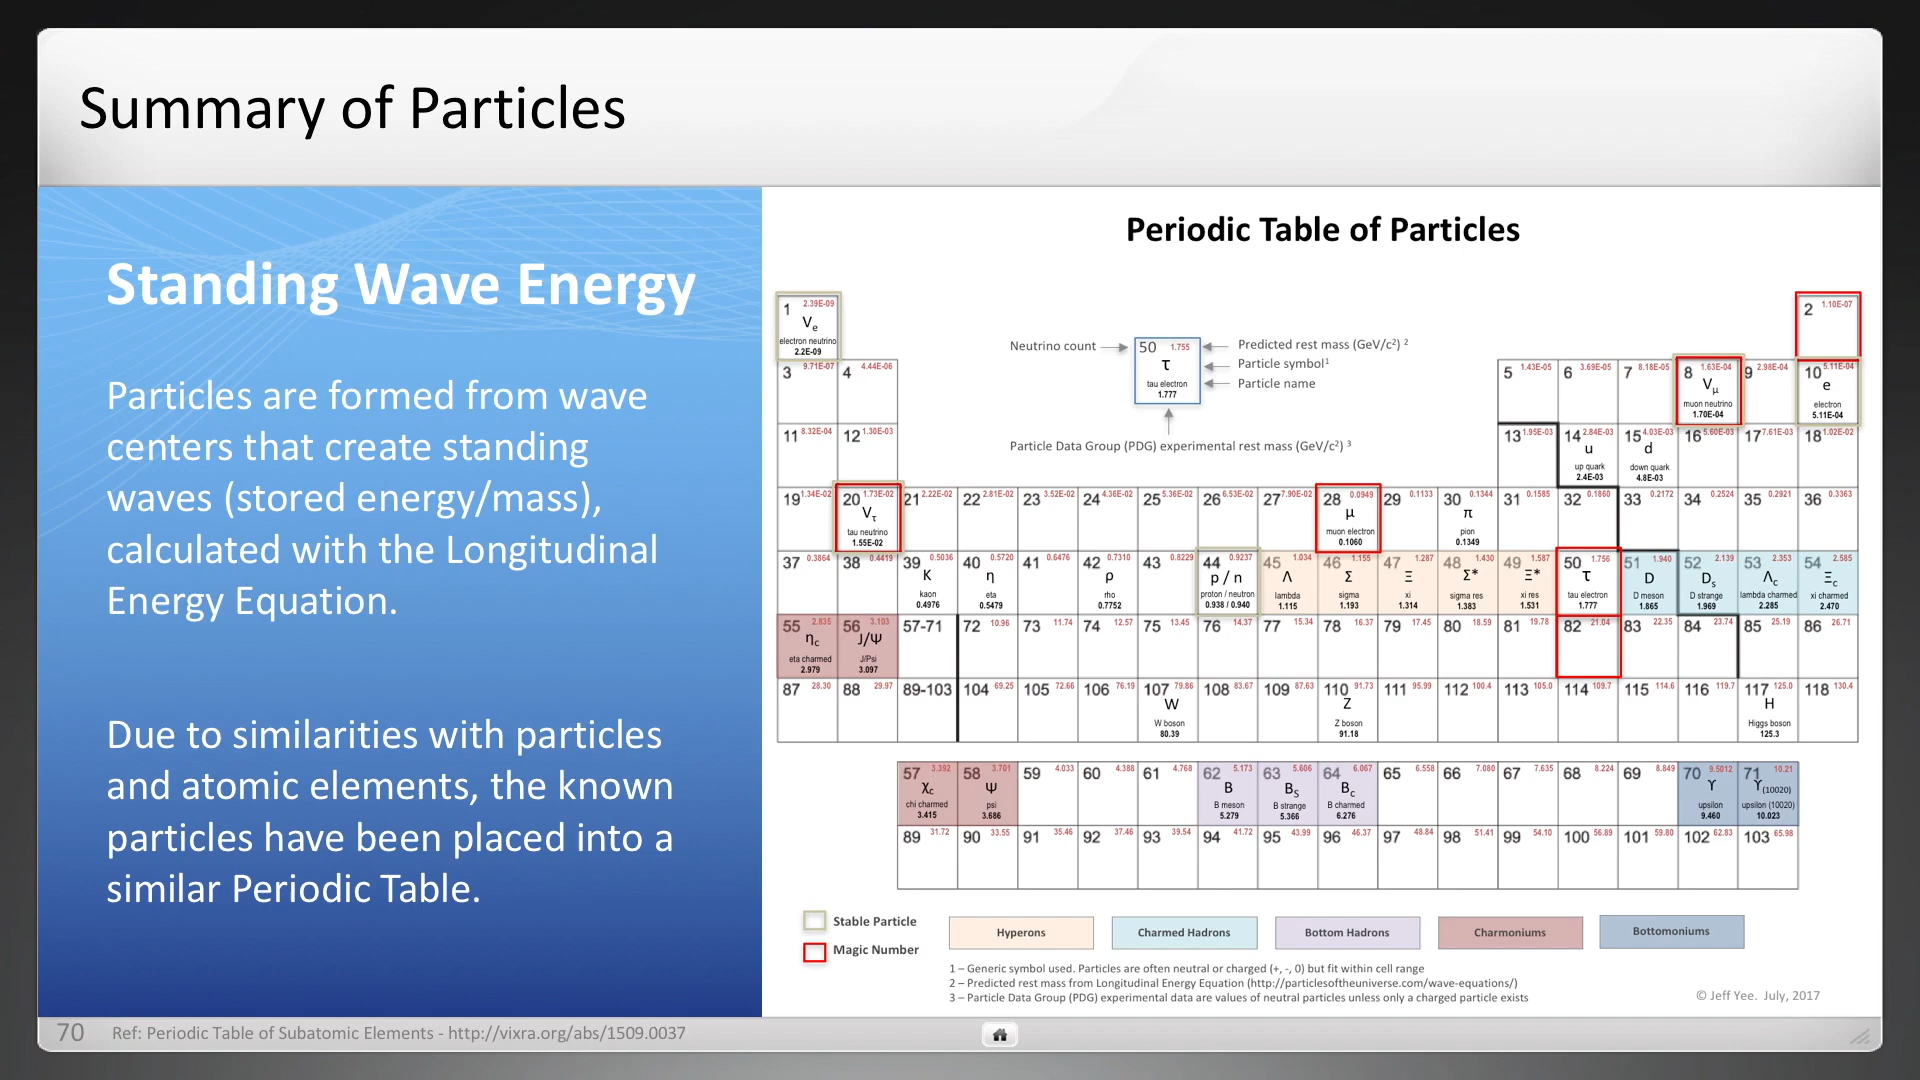 Summary of Particles
Standing Wave Energy
Particles are formed from wave
centers that create standing
waves (stored energy/mass),
calculated with the Longitudinal
Energy Equation.
Due to similarities with particles
and atomic elements, the known
particles have been placed into a
similar Periodic Table.
Periodic Table of Particles
Neutrino count
50 1.755
τ
tau electron
1.777
Predicted rest mass (GeV/c²) ²
Particle symbol¹
Particle name
Particle Data Group (PDG) experimental rest mass (GeV/c²) ³
1 2.39E-09 Vₑ electron neutrino 2.2E-09
2 1.10E-07
3 9.71E-07
4 4.44E-06
5 1.43E-05
6 3.69E-05
7 8.18E-05
8 1.63E-04 Vμ muon neutrino 1.70E-04
9 2.98E-04
10 5.11E-04 e electron 5.11E-04
11 8.32E-04
12 1.30E-03
13 1.95E-03
14 2.84E-03 u up quark 2.4E-03
15 4.03E-03 d down quark 4.8E-03
16 5.60E-03
17 7.61E-03
18 1.02E-02
19 1.34E-02
20 1.73E-02 Vτ tau neutrino 1.55E-02
21 2.22E-02
22 2.81E-02
23 3.52E-02
24 4.36E-02
25 5.36E-02
26 6.53E-02
27 7.90E-02
28 0.0949 μ muon electron 0.1060
29 0.1133
30 0.1344 π pion 0.1349
31 0.1585
32 0.1860
33 0.2172
34 0.2524
35 0.2921
36 0.3363
37 0.3864
38 0.4419
39 0.5036 K kaon 0.4976
40 0.5720 η eta 0.5479
41 0.6476
42 0.7310 ρ rho 0.7752
43 0.8229
44 0.9237 p / n proton / neutron 0.938 / 0.940
45 1.034 Λ lambda 1.115
46 1.155 Σ sigma 1.193
47 1.287 Ξ xi 1.314
48 1.430 Σ* sigma res 1.383
49 1.587 Ξ* xi res 1.531
50 1.756 τ tau electron 1.777
51 1.940 D D meson 1.865
52 2.139 Dₛ D strange 1.969
53 2.353 Λc lambda charmed 2.285
54 2.585 Ξc xi charmed 2.470
55 2.835 ηc eta charmed 2.979
56 3.103 J/Ψ J/Psi 3.097
57-71
72 10.96
73 11.74
74 12.57
75 13.45
76 14.37
77 15.34
78 16.37
79 17.45
80 18.59
81 19.78
82 21.04
83 22.35
84 23.74
85 25.19
86 26.71
87 28.30
88 29.97
89-103
104 69.25
105 72.66
106 76.19
107 79.86 W W boson 80.39
108 83.67
109 87.63
110 91.73 Z Z boson 91.18
111 95.99
112 100.4
113 105.0
114 109.7
115 114.6
116 119.7
117 125.0 H Higgs boson 125.3
118 130.4
57 3.392 χc chi charmed 3.415
58 3.701 Ψ psi 3.686
59 4.033
60 4.388
61 4.768
62 5.173 B B meson 5.279
63 5.606 Bs B strange 5.366
64 6.067 Bc B charmed 6.276
65 6.558
66 7.080
67 7.635
68 8.224
69 8.849
70 9.5012 ϒ upsilon 9.460
71 10.21 ϒ(10020) upsilon (10020) 10.023
89 31.72
90 33.55
91 35.46
92 37.46
93 39.54
94 41.72
95 43.99
96 46.37
97 48.84
98 51.41
99 54.10
100 56.89
101 59.80
102 62.83
103 65.98
Stable Particle
Magic Number
Hyperons
Charmed Hadrons
Bottom Hadrons
Charmoniums
Bottomoniums
1 – Generic symbol used. Particles are often neutral or charged (+, -, 0) but fit within cell range
2 – Predicted rest mass from Longitudinal Energy Equation (http://particlesoftheuniverse.com/wave-equations/)
3 – Particle Data Group (PDG) experimental data are values of neutral particles unless only a charged particle exists
© Jeff Yee. July, 2017
70
Ref: Periodic Table of Subatomic Elements - http://vixra.org/abs/1509.0037